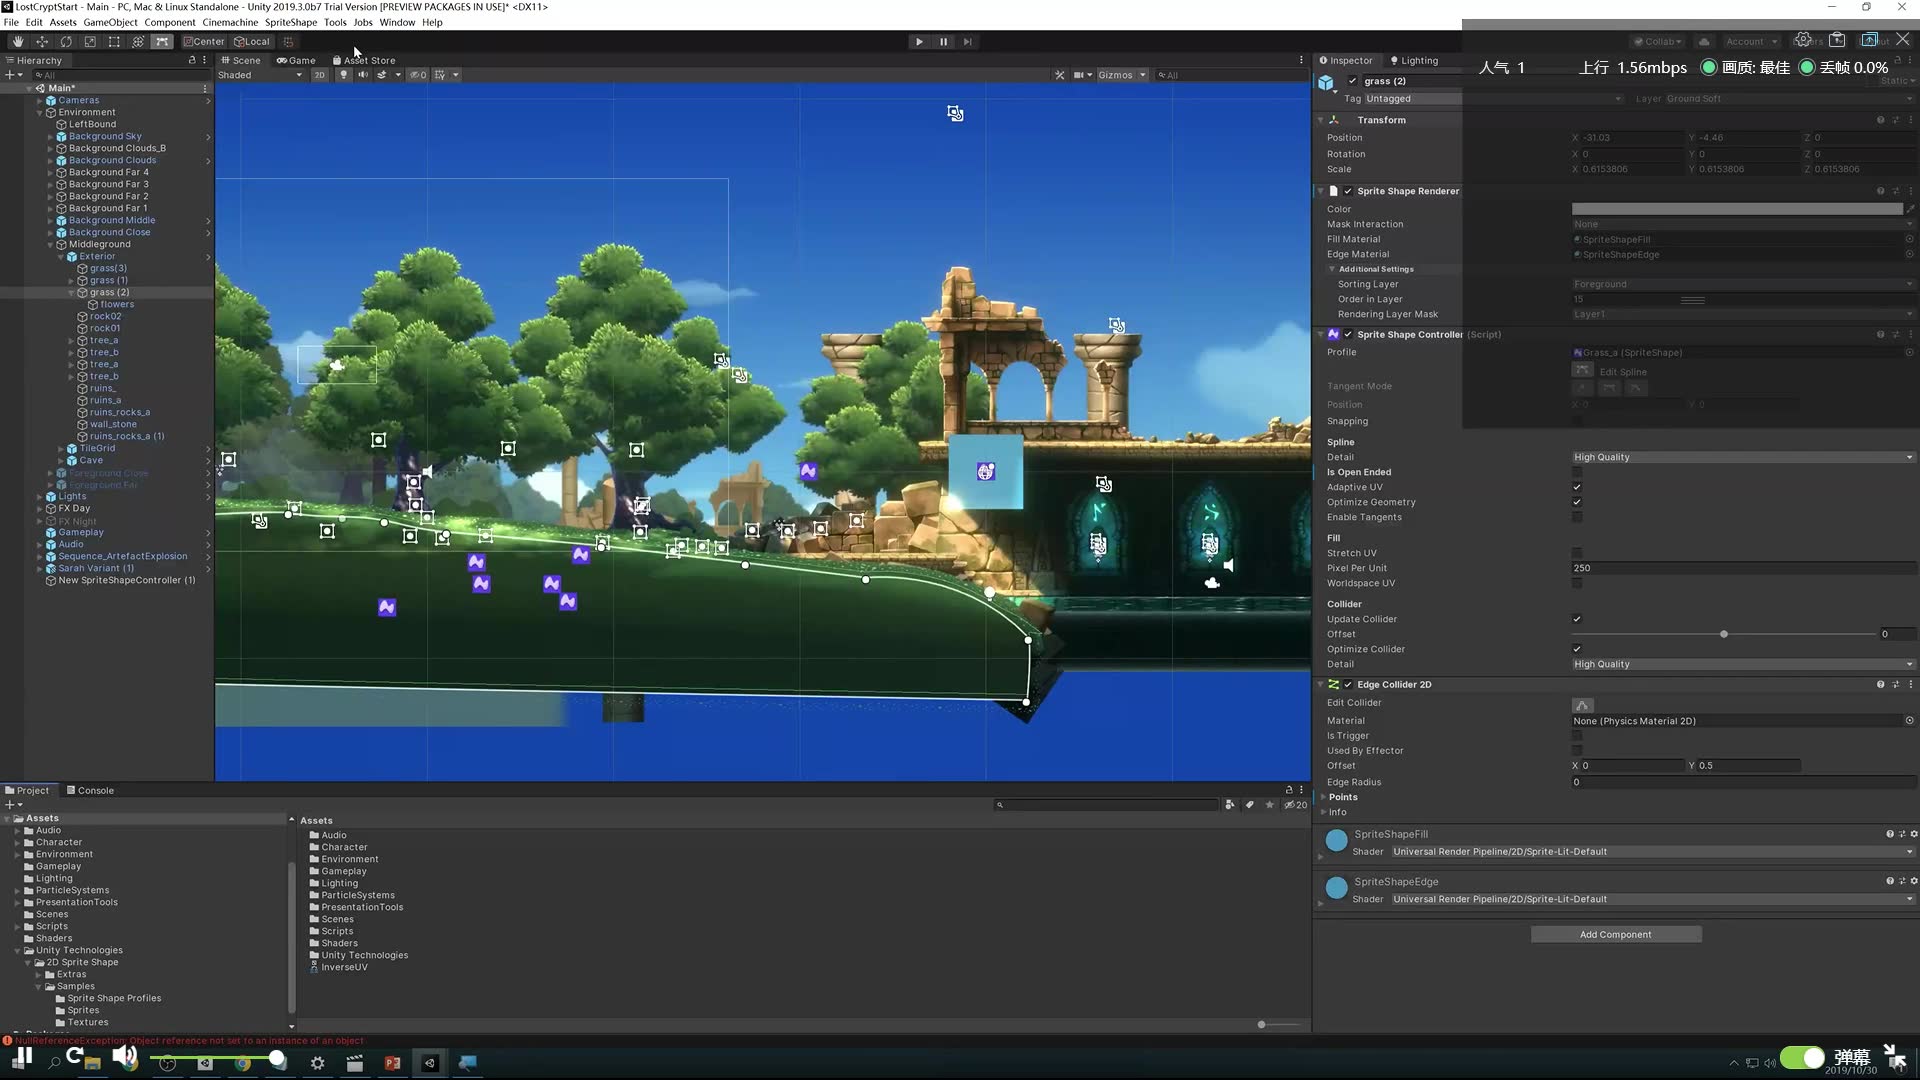 LostCryptStart - Main - PC, Mac & Linux Standalone - Unity 2019.3.0b7 Trial Version [PREVIEW PACKAGES IN USE]* <DX11>
File Edit Assets GameObject Component Cinemachine SpriteShape Tools Jobs Window Help
Center Local
Collab Account
Hierarchy
All
Main*
Cameras
Environment
LeftBound
Background Sky
Background Clouds_B
Background Clouds
Background Far 4
Background Far 3
Background Far 2
Background Far 1
Background Middle
Background Close
Middleground
Exterior
grass(3)
grass (1)
grass (2)
flowers
rock02
rock01
tree_a
tree_b
tree_a
tree_b
ruins_
ruins_a
ruins_rocks_a
wall_stone
ruins_rocks_a (1)
TileGrid
Cave
Foreground Close
Foreground Far
Lights
FX Day
FX Night
Gameplay
Audio
Sequence_ArtefactExplosion
Sarah Variant (1)
New SpriteShapeController (1)
Scene Game Asset Store
Shaded 2D 0 Gizmos All
Inspector Lighting
人气 1 上行 1.56mbps 画质: 最佳 丢帧 0.0%
grass (2) Static
Tag Untagged Layer Ground Soft
Transform
Position X -31.03 Y -4.46 Z 0
Rotation X 0 Y 0 Z 0
Scale X 0.6153806 Y 0.6153806 Z 0.6153806
Sprite Shape Renderer
Color
Mask Interaction None
Fill Material SpriteShapeFill
Edge Material SpriteShapeEdge
Additional Settings
Sorting Layer Foreground
Order in Layer 15
Rendering Layer Mask Layer1
Sprite Shape Controller (Script)
Profile Grass_a (SpriteShape)
Edit Spline
Tangent Mode
Position X 0 Y 0
Snapping
Spline
Detail High Quality
Is Open Ended
Adaptive UV
Optimize Geometry
Enable Tangents
Fill
Stretch UV
Pixel Per Unit 250
Worldspace UV
Collider
Update Collider
Offset 0
Optimize Collider
Detail High Quality
Edge Collider 2D
Edit Collider
Material None (Physics Material 2D)
Is Trigger
Used By Effector
Offset X 0 Y 0.5
Edge Radius 0
Points
Info
SpriteShapeFill
Shader Universal Render Pipeline/2D/Sprite-Lit-Default
SpriteShapeEdge
Shader Universal Render Pipeline/2D/Sprite-Lit-Default
Add Component
Project Console
20
Assets
Audio
Character
Environment
Gameplay
Lighting
ParticleSystems
PresentationTools
Scenes
Scripts
Shaders
Unity Technologies
2D Sprite Shape
Extras
Samples
Sprite Shape Profiles
Sprites
Textures
Assets
Audio
Character
Environment
Gameplay
Lighting
ParticleSystems
PresentationTools
Scenes
Scripts
Shaders
Unity Technologies
InverseUV
NullReferenceException: Object reference not set to an instance of an object
弹幕
2019/10/30